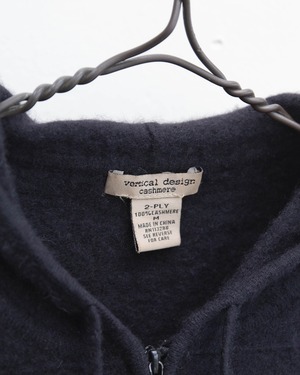 vertical design
cashmere
2-PLY
100%CASHMERE
M
MADE IN CHINA
SEE REVERSE
FOR CARE